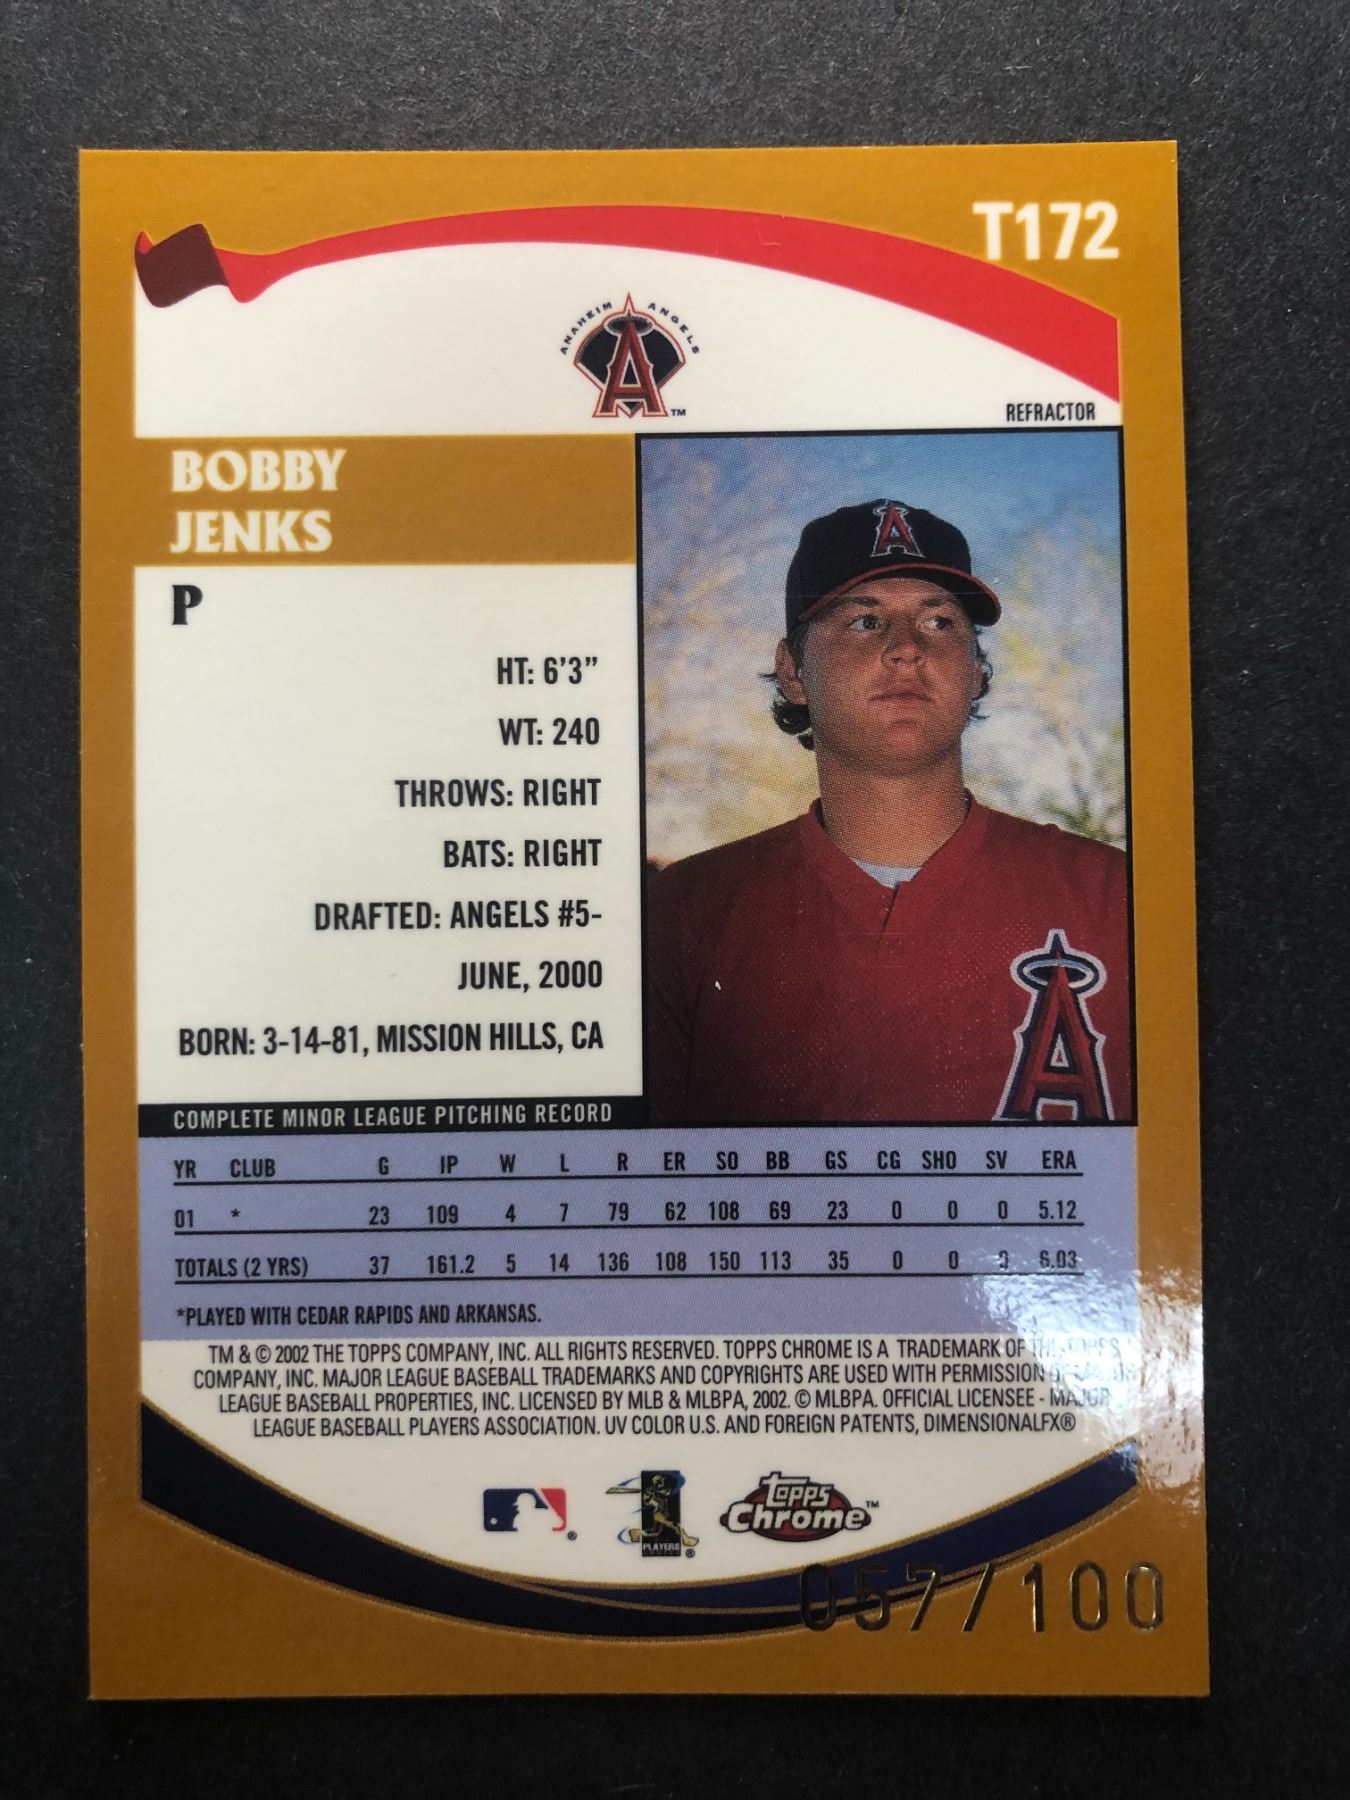 T172
ANAHEIM ANGELS
TM
REFRACTOR
BOBBY
JENKS
P
HT: 6'3"
WT: 240
THROWS: RIGHT
BATS: RIGHT
DRAFTED: ANGELS #5-
JUNE, 2000
BORN: 3-14-81, MISSION HILLS, CA
COMPLETE MINOR LEAGUE PITCHING RECORD
YR CLUB G IP W L R ER SO BB GS CG SHO SV ERA
01 * 23 109 4 7 79 62 108 69 23 0 0 0 5.12
TOTALS (2 YRS) 37 161.2 5 14 136 108 150 113 35 0 0 0 6.03
*PLAYED WITH CEDAR RAPIDS AND ARKANSAS.
TM & © 2002 THE TOPPS COMPANY, INC. ALL RIGHTS RESERVED. TOPPS CHROME IS A TRADEMARK OF THE TOPPS
COMPANY, INC. MAJOR LEAGUE BASEBALL TRADEMARKS AND COPYRIGHTS ARE USED WITH PERMISSION OF MAJOR
LEAGUE BASEBALL PROPERTIES, INC. LICENSED BY MLB & MLBPA, 2002. © MLBPA. OFFICIAL LICENSEE - MAJOR
LEAGUE BASEBALL PLAYERS ASSOCIATION. UV COLOR U.S. AND FOREIGN PATENTS, DIMENSIONALFX®
® PLAYERS ® Topps Chrome™
057/100